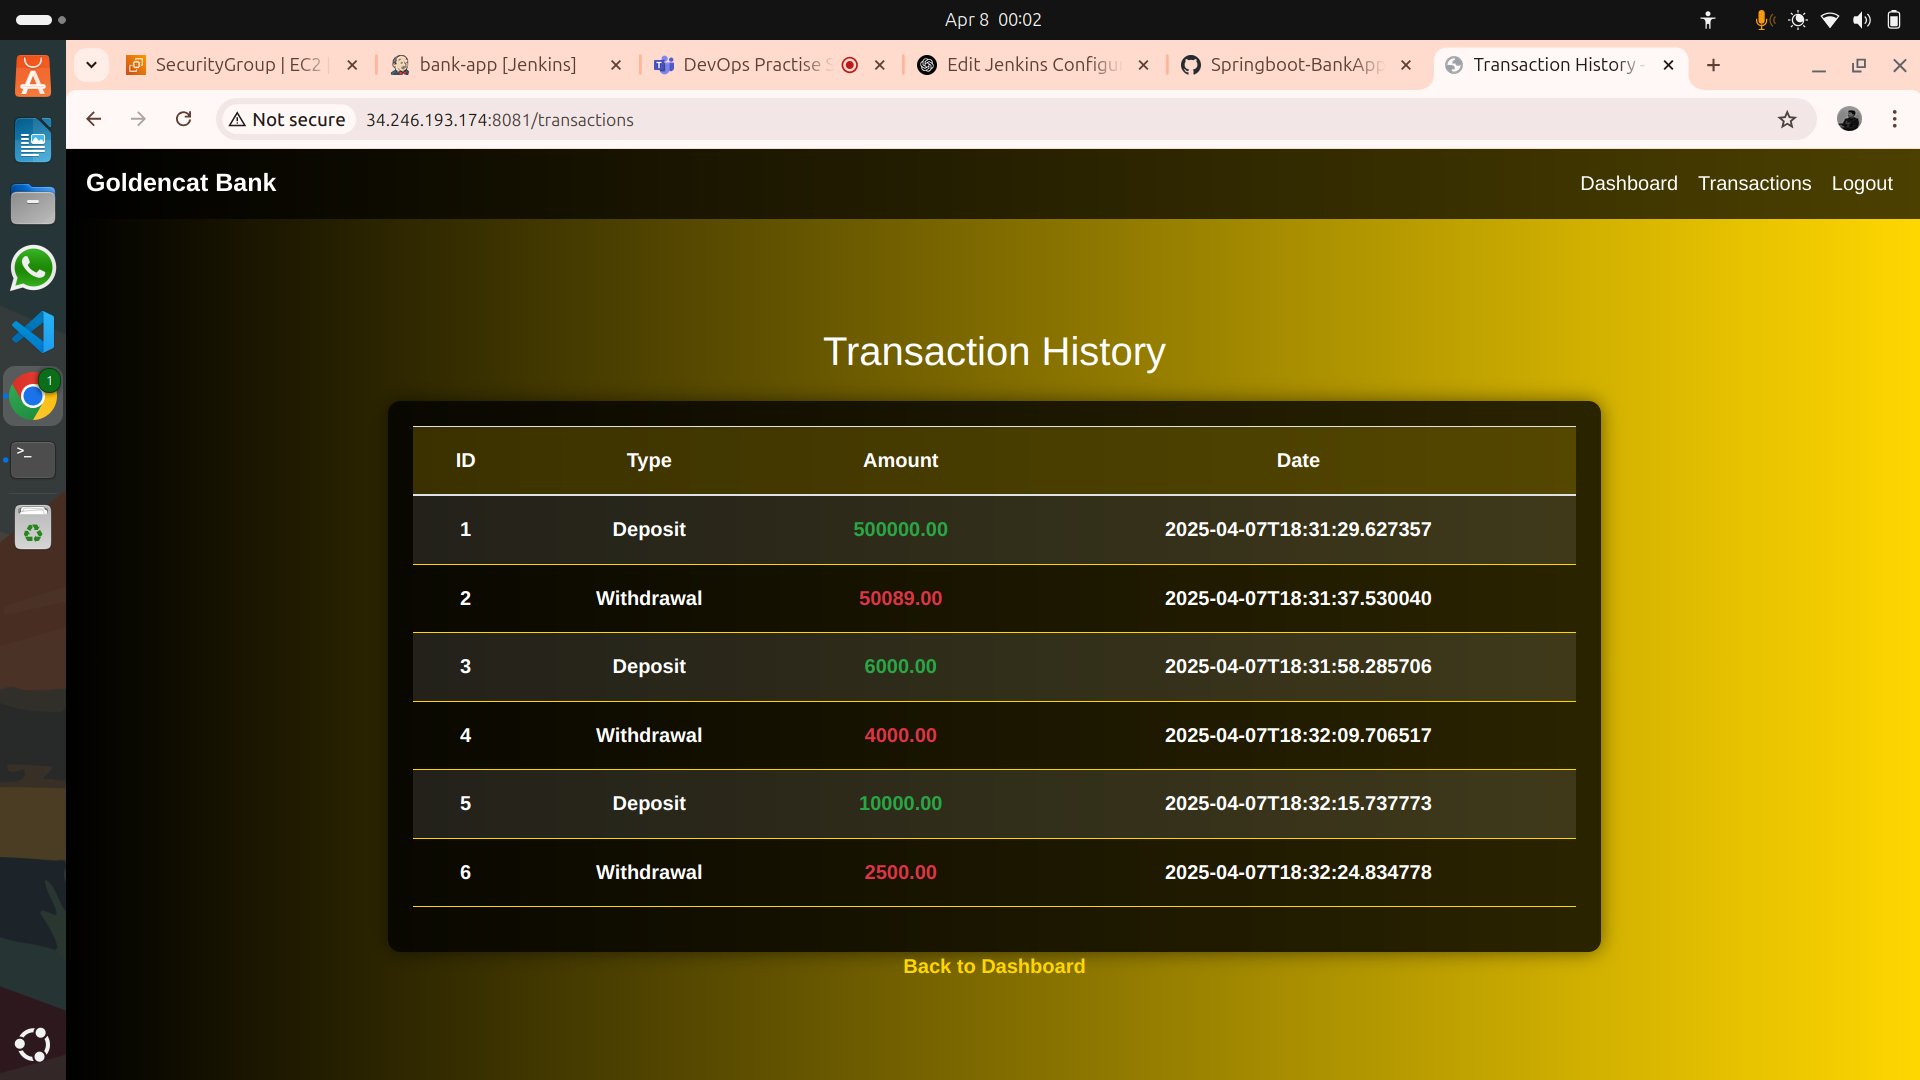 Apr 8 00:02
SecurityGroup | EC2
bank-app [Jenkins]
DevOps Practise S
Edit Jenkins Configur
Springboot-BankApp
Transaction History -
Not secure
34.246.193.174:8081/transactions
Goldencat Bank
Dashboard
Transactions
Logout
1
>_
Transaction History
ID Type Amount Date
1 Deposit 500000.00 2025-04-07T18:31:29.627357
2 Withdrawal 50089.00 2025-04-07T18:31:37.530040
3 Deposit 6000.00 2025-04-07T18:31:58.285706
4 Withdrawal 4000.00 2025-04-07T18:32:09.706517
5 Deposit 10000.00 2025-04-07T18:32:15.737773
6 Withdrawal 2500.00 2025-04-07T18:32:24.834778
Back to Dashboard